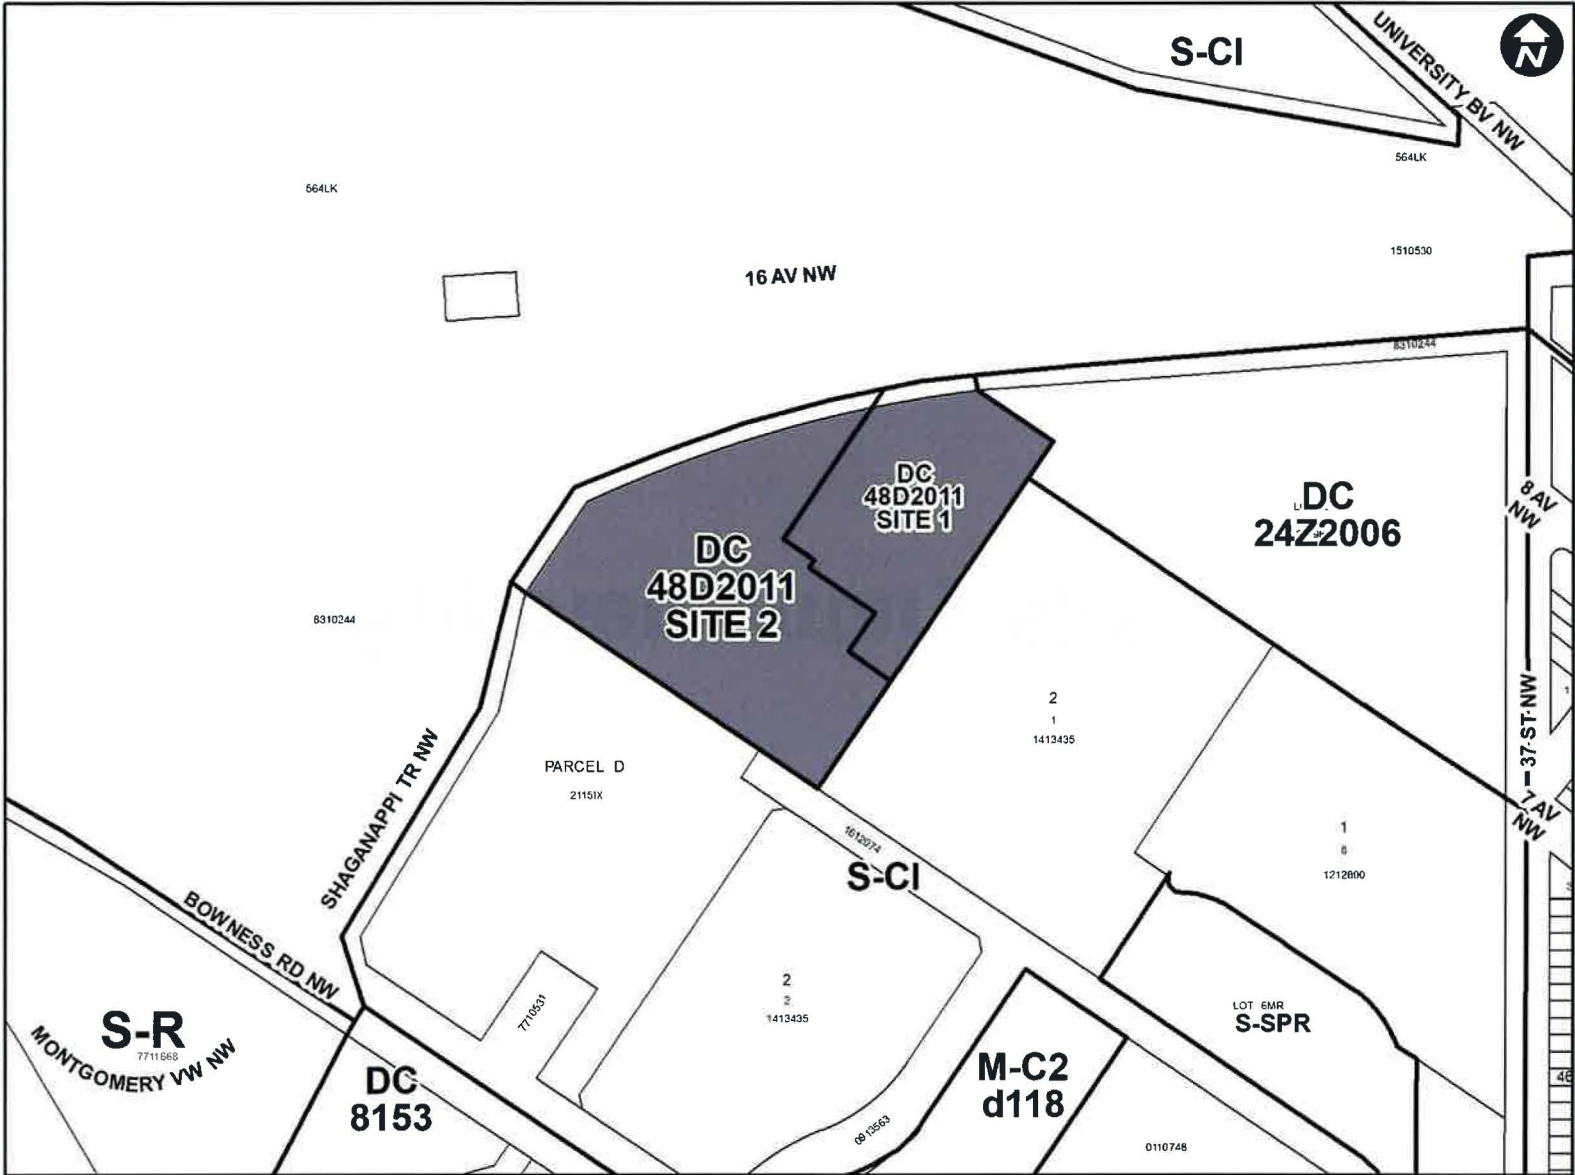 S-CI
UNIVERSITY BV NW
N
564LK
564LK
1510530
16 AV NW
8310244
DC
48D2011
SITE 1
DC
24Z2006
8 AV
NW
DC
48D2011
SITE 2
8310244
2
1
1413435
37 ST NW
PARCEL D
2115IX
SHAGANAPPI TR NW
7 AV
NW
1612074
1
6
1212800
S-CI
BOWNESS RD NW
2
2
1413435
7710531
LOT 6MR
S-SPR
S-R
7711668
MONTGOMERY VW NW
DC
8153
M-C2
d118
46
0913563
0110748